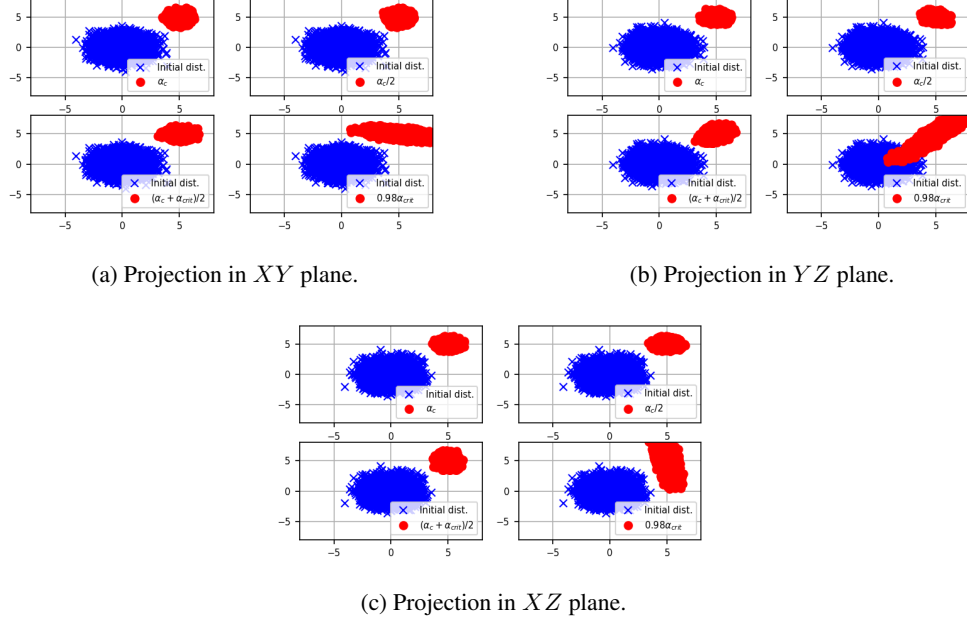 5
0
−5
Initial dist.
α_c
−5
0
5
5
0
−5
Initial dist.
α_c/2
−5
0
5
5
0
−5
Initial dist.
(α_c + α_crit)/2
−5
0
5
5
0
−5
Initial dist.
0.98α_crit
−5
0
5
(a) Projection in XY plane.
5
0
−5
Initial dist.
α_c
−5
0
5
5
0
−5
Initial dist.
α_c/2
−5
0
5
5
0
−5
Initial dist.
(α_c + α_crit)/2
−5
0
5
5
0
−5
Initial dist.
0.98α_crit
−5
0
5
(b) Projection in YZ plane.
5
0
−5
Initial dist.
α_c
−5
0
5
5
0
−5
Initial dist.
α_c/2
−5
0
5
5
0
−5
Initial dist.
(α_c + α_crit)/2
−5
0
5
5
0
−5
Initial dist.
0.98α_crit
−5
0
5
(c) Projection in XZ plane.